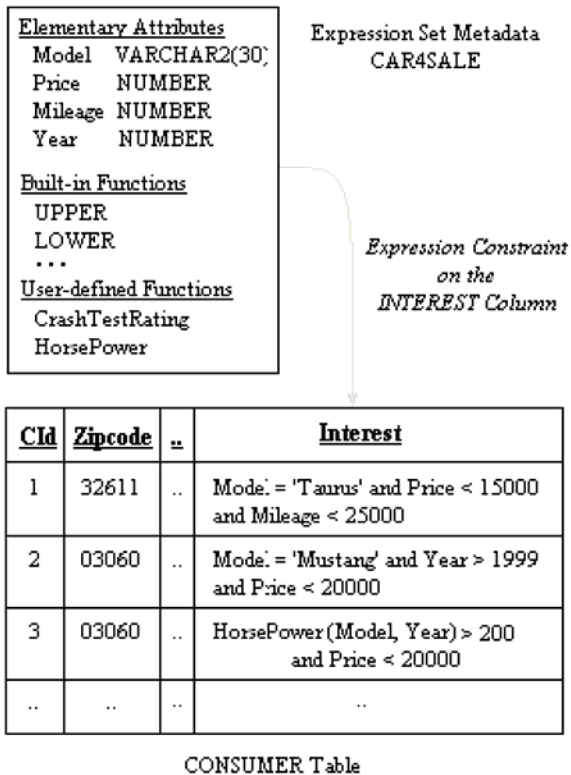 Elementary Attributes
Model VARCHAR2(30)
Price NUMBER
Mileage NUMBER
Year NUMBER
Built-in Functions
UPPER
LOWER
...
User-defined Functions
CrashTestRating
HorsePower
Expression Set Metadata
CAR4SALE
Expression Constraint
on the
INTEREST Column
CId Zipcode .. Interest
1 32611 .. Model = 'Taurus' and Price < 15000
and Mileage < 25000
2 03060 .. Model = 'Mustang' and Year > 1999
and Price < 20000
3 03060 .. HorsePower(Model, Year) > 200
and Price < 20000
.. .. .. ..
CONSUMER Table